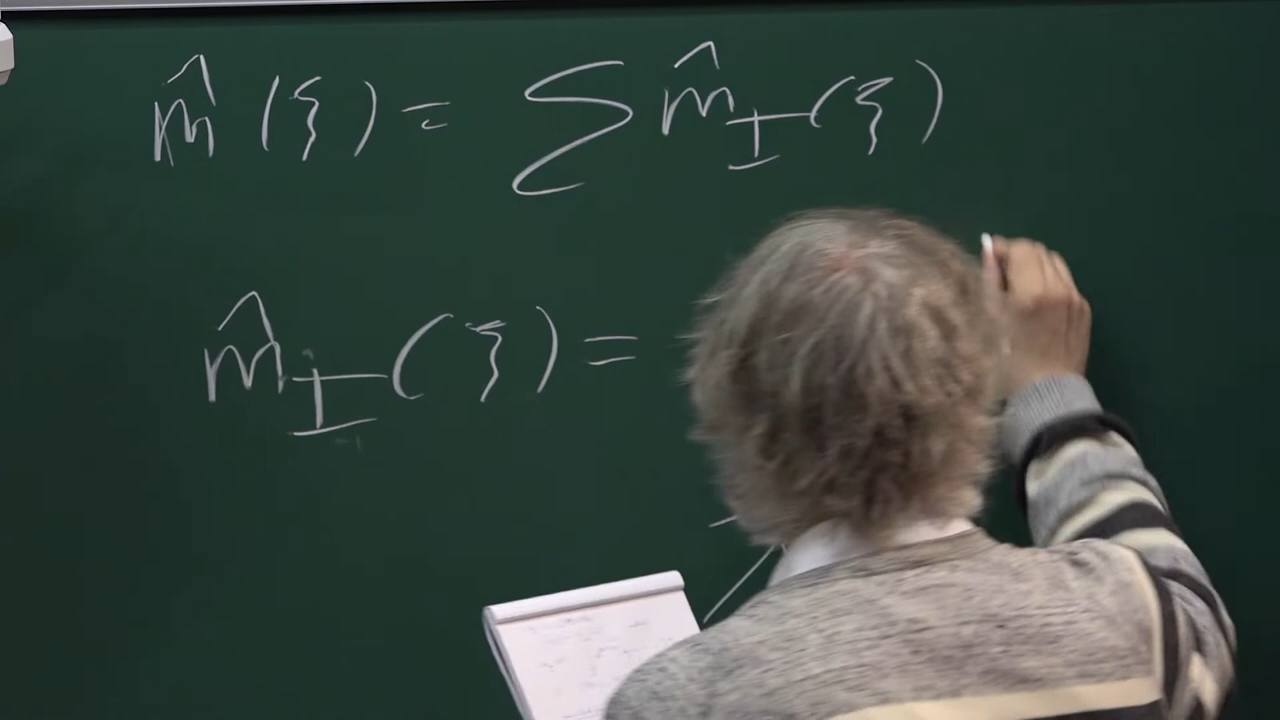 m̂ (ξ) = ∑ m̂_I(ξ)
m̂_I(ξ) =